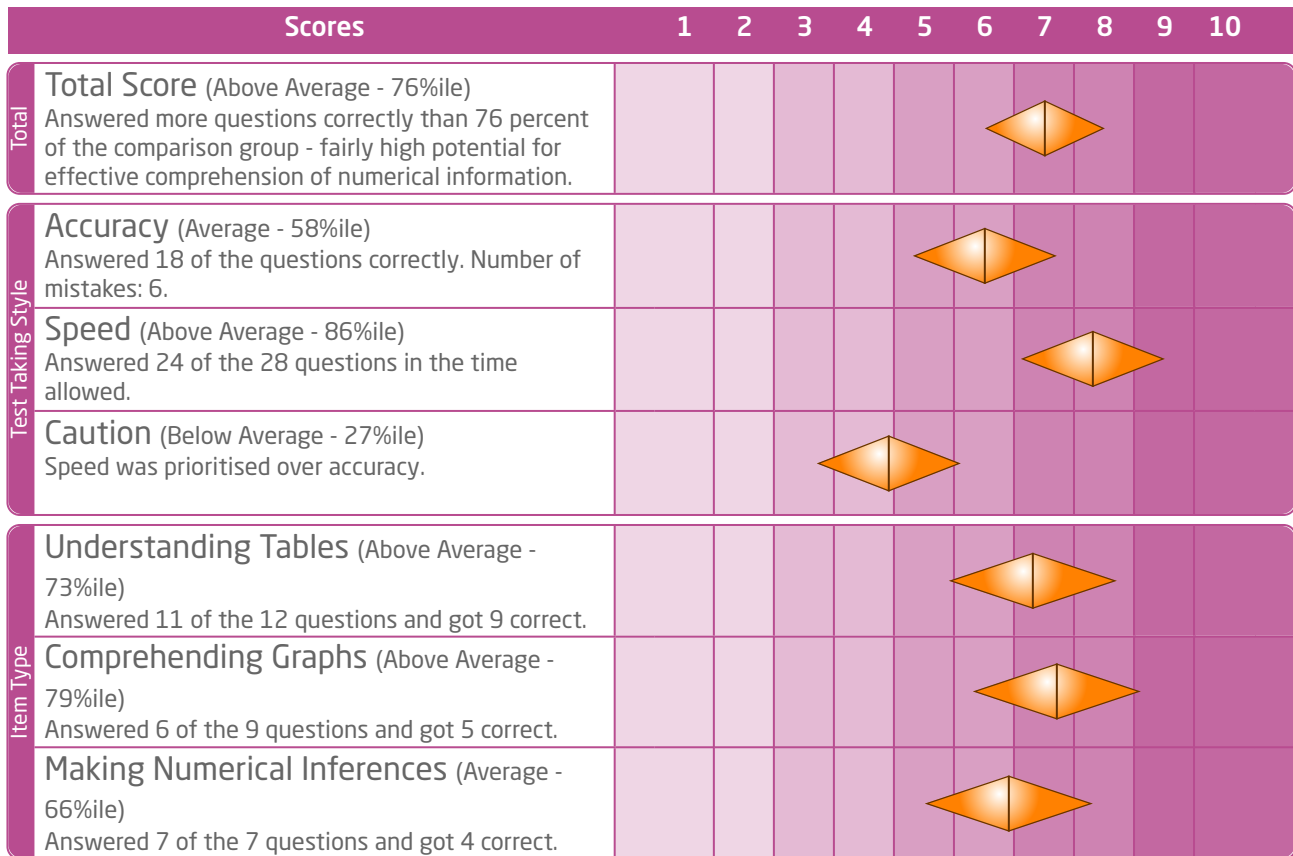 Scores 1 2 3 4 5 6 7 8 9 10
Total
Total Score (Above Average - 76%ile)
Answered more questions correctly than 76 percent
of the comparison group - fairly high potential for
effective comprehension of numerical information.
Test Taking Style
Accuracy (Average - 58%ile)
Answered 18 of the questions correctly. Number of
mistakes: 6.
Speed (Above Average - 86%ile)
Answered 24 of the 28 questions in the time
allowed.
Caution (Below Average - 27%ile)
Speed was prioritised over accuracy.
Item Type
Understanding Tables (Above Average -
73%ile)
Answered 11 of the 12 questions and got 9 correct.
Comprehending Graphs (Above Average -
79%ile)
Answered 6 of the 9 questions and got 5 correct.
Making Numerical Inferences (Average -
66%ile)
Answered 7 of the 7 questions and got 4 correct.